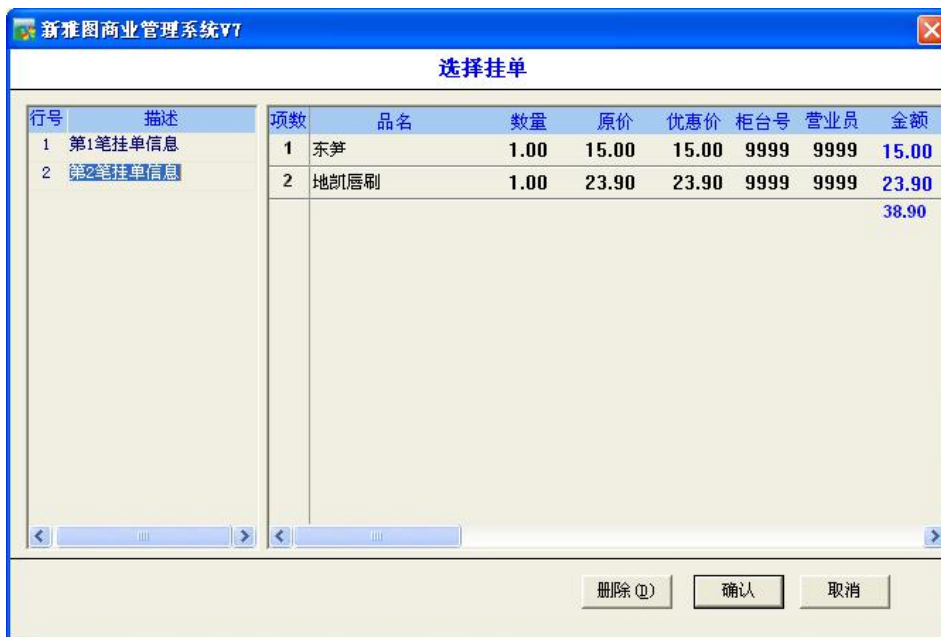 新雅图商业管理系统V7
选择挂单
行号 描述
1 第1笔挂单信息
2 第2笔挂单信息
项数 品名 数量 原价 优惠价 柜台号 营业员 金额
1 东笋 1.00 15.00 15.00 9999 9999 15.00
2 地凯唇刷 1.00 23.90 23.90 9999 9999 23.90
38.90
删除(D) 确认 取消